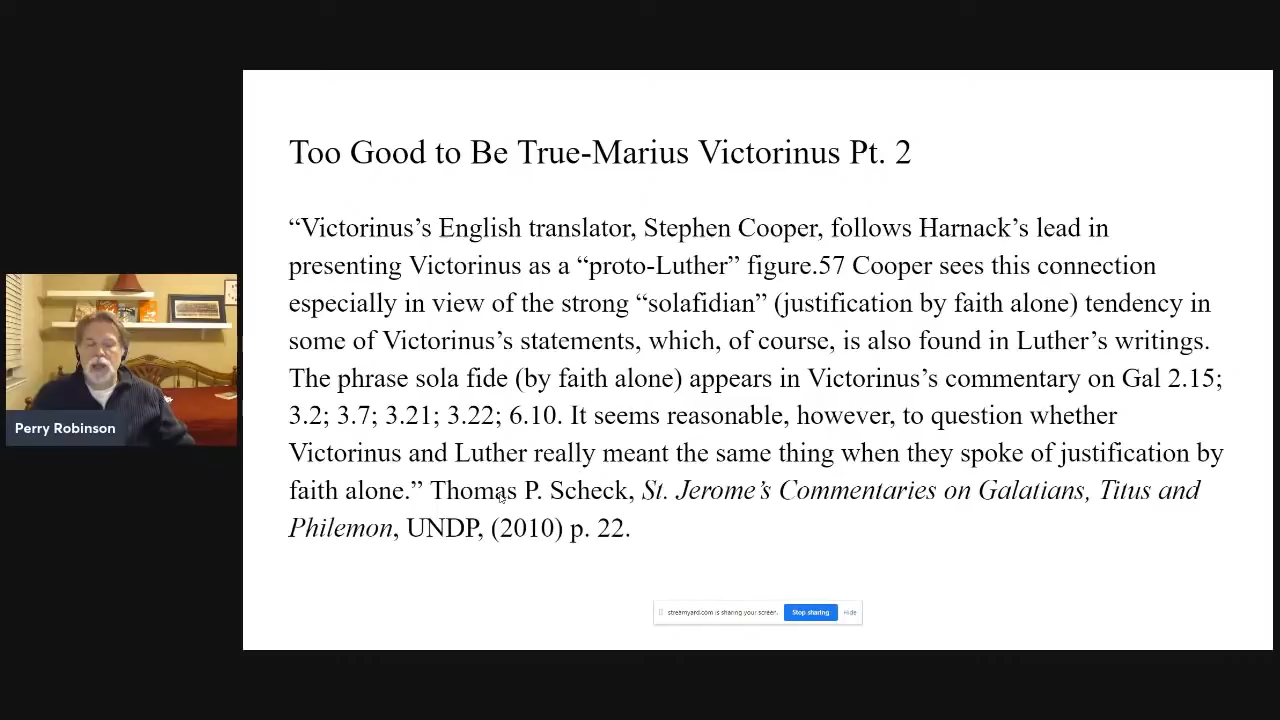 Too Good to Be True-Marius Victorinus Pt. 2
“Victorinus’s English translator, Stephen Cooper, follows Harnack’s lead in
presenting Victorinus as a “proto-Luther” figure.57 Cooper sees this connection
especially in view of the strong “solafidian” (justification by faith alone) tendency in
some of Victorinus’s statements, which, of course, is also found in Luther’s writings.
The phrase sola fide (by faith alone) appears in Victorinus’s commentary on Gal 2.15;
3.2; 3.7; 3.21; 3.22; 6.10. It seems reasonable, however, to question whether
Victorinus and Luther really meant the same thing when they spoke of justification by
faith alone.” Thomas P. Scheck, St. Jerome’s Commentaries on Galatians, Titus and
Philemon, UNDP, (2010) p. 22.
Perry Robinson
streamyard.com is sharing your screen. Stop sharing Hide